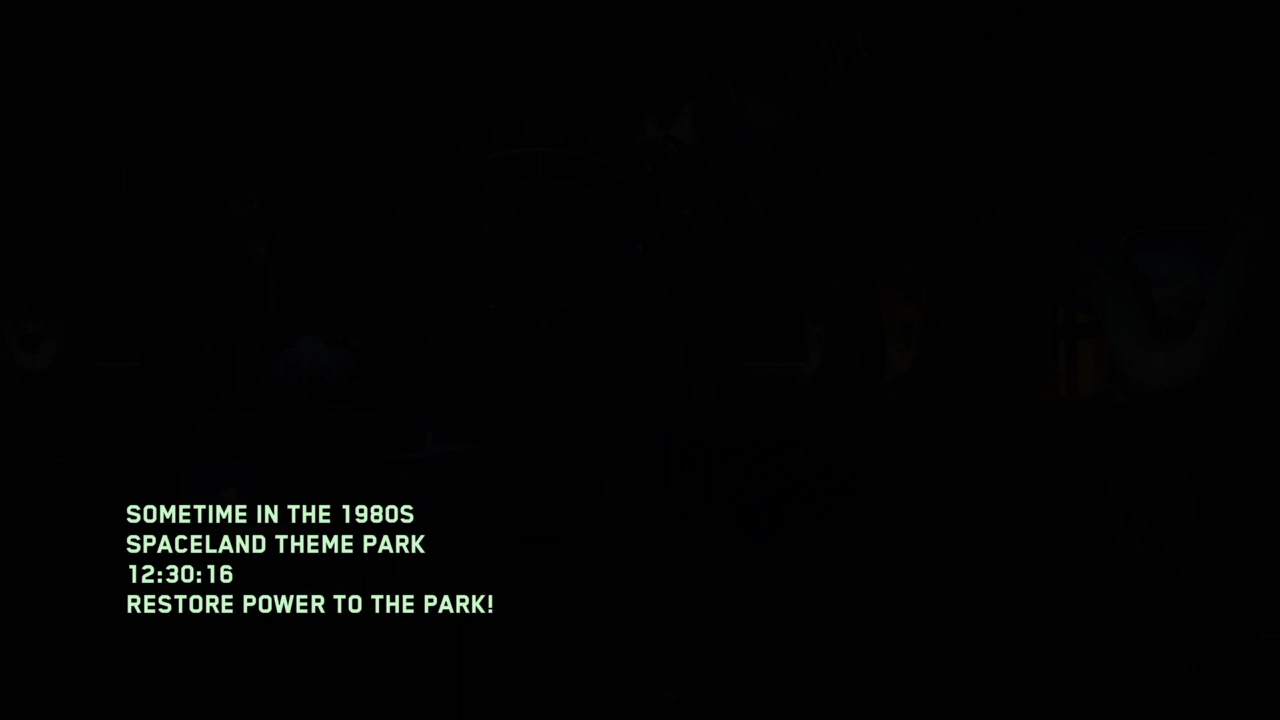 SOMETIME IN THE 1980S
SPACELAND THEME PARK
12:30:16
RESTORE POWER TO THE PARK!